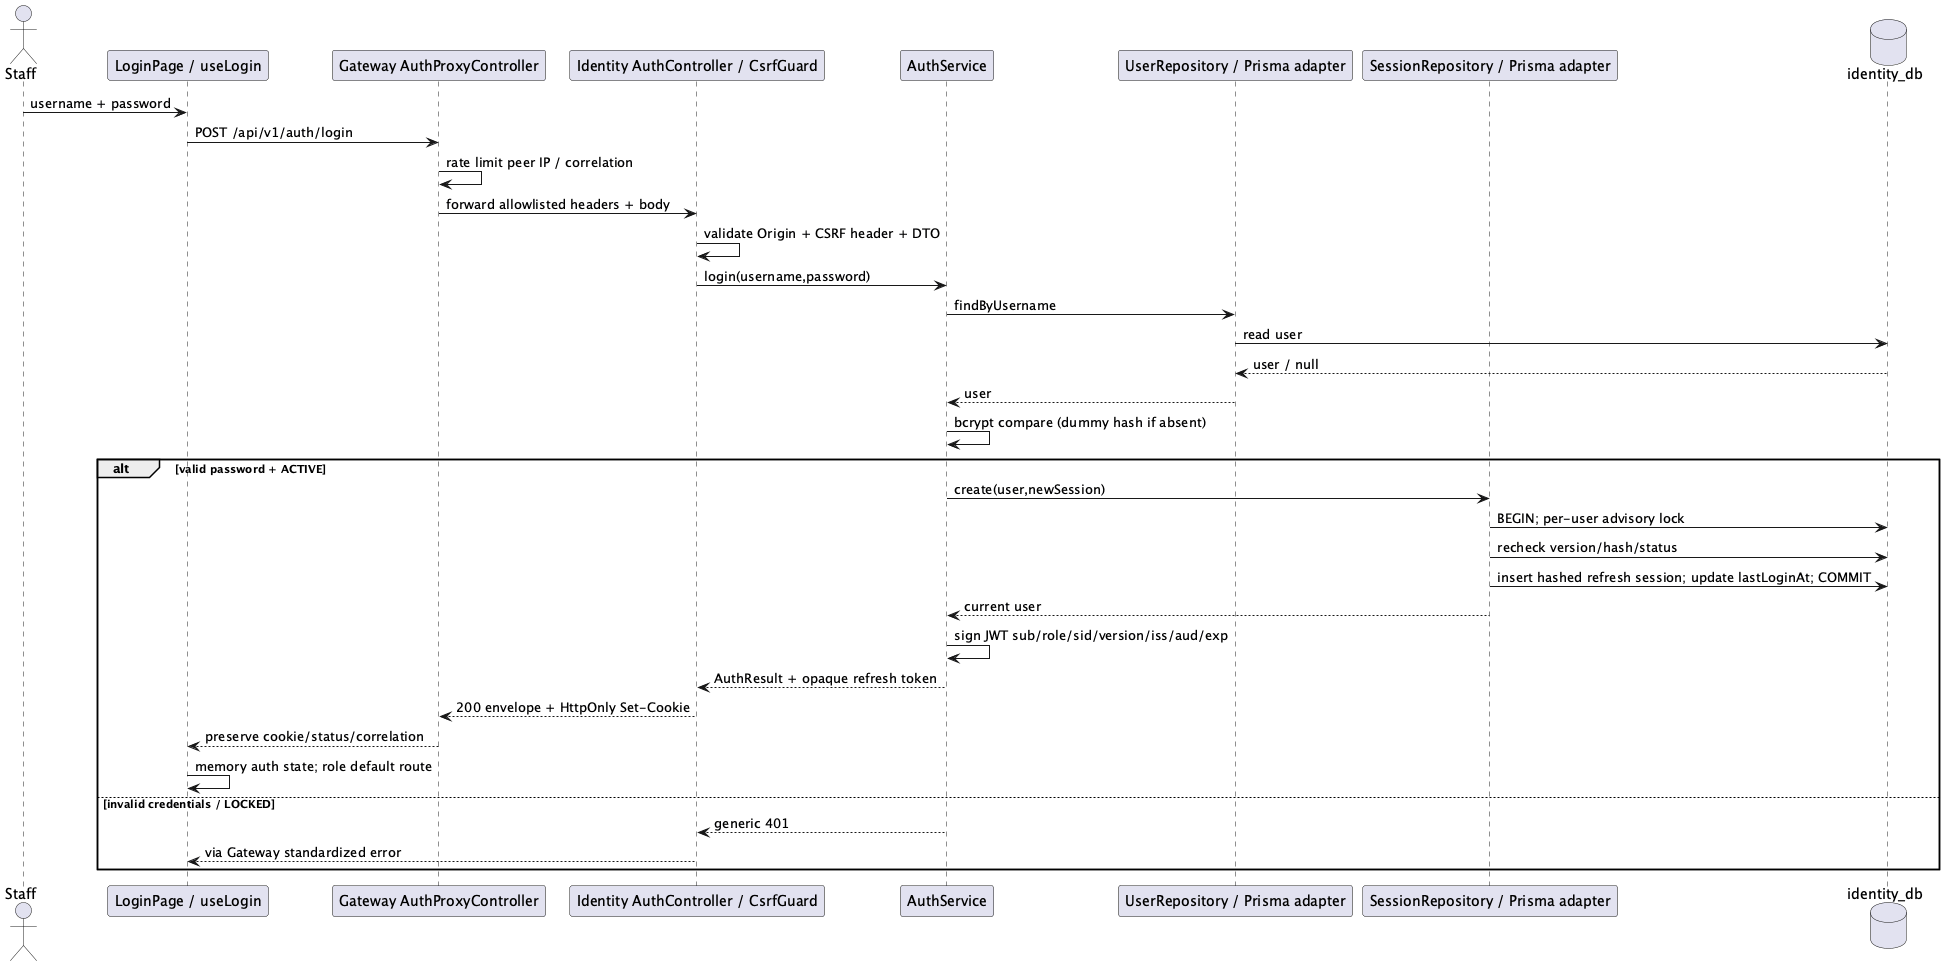 Staff
LoginPage / useLogin
Gateway AuthProxyController
Identity AuthController / CsrfGuard
AuthService
UserRepository / Prisma adapter
SessionRepository / Prisma adapter
identity_db
username + password
POST /api/v1/auth/login
rate limit peer IP / correlation
forward allowlisted headers + body
validate Origin + CSRF header + DTO
login(username,password)
findByUsername
read user
user / null
user
bcrypt compare (dummy hash if absent)
alt
[valid password + ACTIVE]
create(user,newSession)
BEGIN; per-user advisory lock
recheck version/hash/status
insert hashed refresh session; update lastLoginAt; COMMIT
current user
sign JWT sub/role/sid/version/iss/aud/exp
AuthResult + opaque refresh token
200 envelope + HttpOnly Set-Cookie
preserve cookie/status/correlation
memory auth state; role default route
[invalid credentials / LOCKED]
generic 401
via Gateway standardized error
Staff
LoginPage / useLogin
Gateway AuthProxyController
Identity AuthController / CsrfGuard
AuthService
UserRepository / Prisma adapter
SessionRepository / Prisma adapter
identity_db